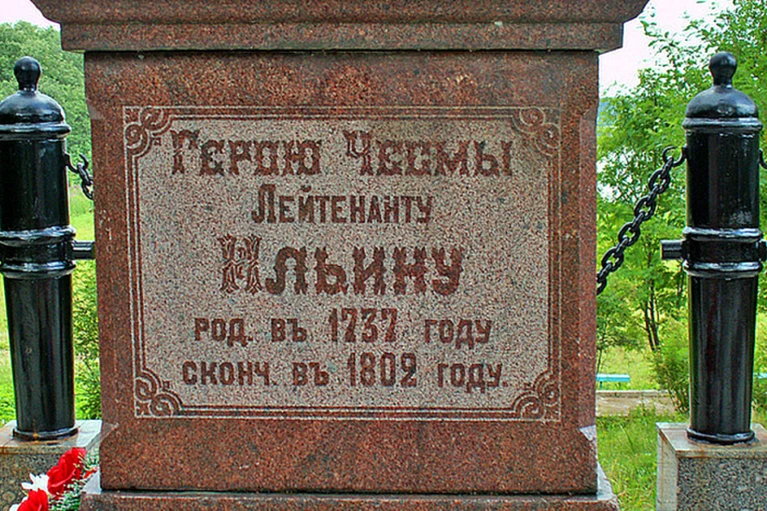 Герою Чесмы
Лейтенанту
Ильину
род. въ 1737 году
сконч. въ 1802 году.